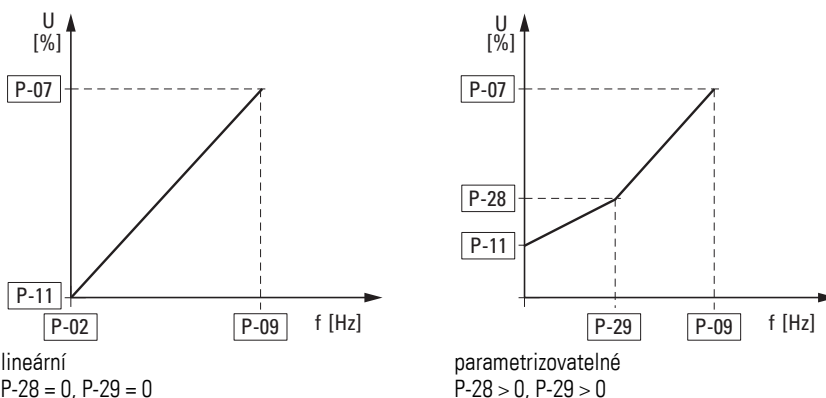 U
[%]
P-07
P-11
P-02
P-09
f [Hz]
lineární
P-28 = 0, P-29 = 0
U
[%]
P-07
P-28
P-11
P-29
P-09
f [Hz]
parametrizovatelné
P-28 > 0, P-29 > 0